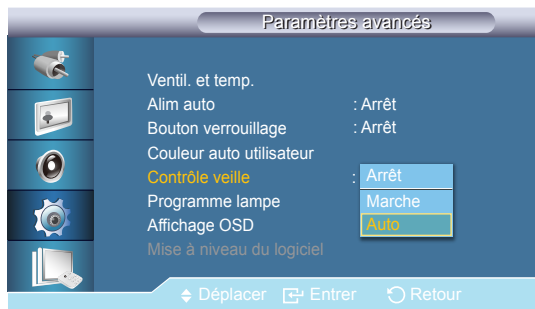 Paramètres avancés
Ventil. et temp.
Alim auto : Arrêt
Bouton verrouillage : Arrêt
Couleur auto utilisateur
Contrôle veille : Arrêt
Programme lampe Marche
Affichage OSD Auto
Mise à niveau du logiciel
Déplacer Entrer Retour